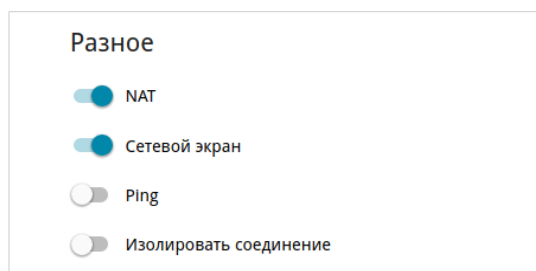 Разное
NAT
Сетевой экран
Ping
Изолировать соединение